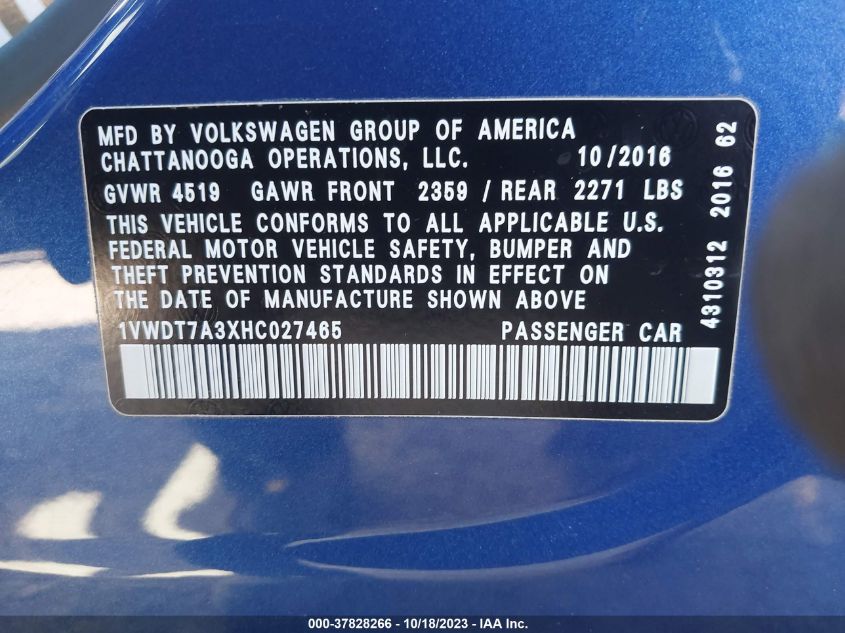 MFD BY VOLKSWAGEN GROUP OF AMERICA
CHATTANOOGA OPERATIONS, LLC. 10/2016
GVWR 4519 GAWR FRONT 2359 / REAR 2271 LBS
THIS VEHICLE CONFORMS TO ALL APPLICABLE U.S.
FEDERAL MOTOR VEHICLE SAFETY, BUMPER AND
THEFT PREVENTION STANDARDS IN EFFECT ON
THE DATE OF MANUFACTURE SHOWN ABOVE
1VWDT7A3XHC027465 PASSENGER CAR
4310312 2016 62
000-37828266 - 10/18/2023 - IAA Inc.